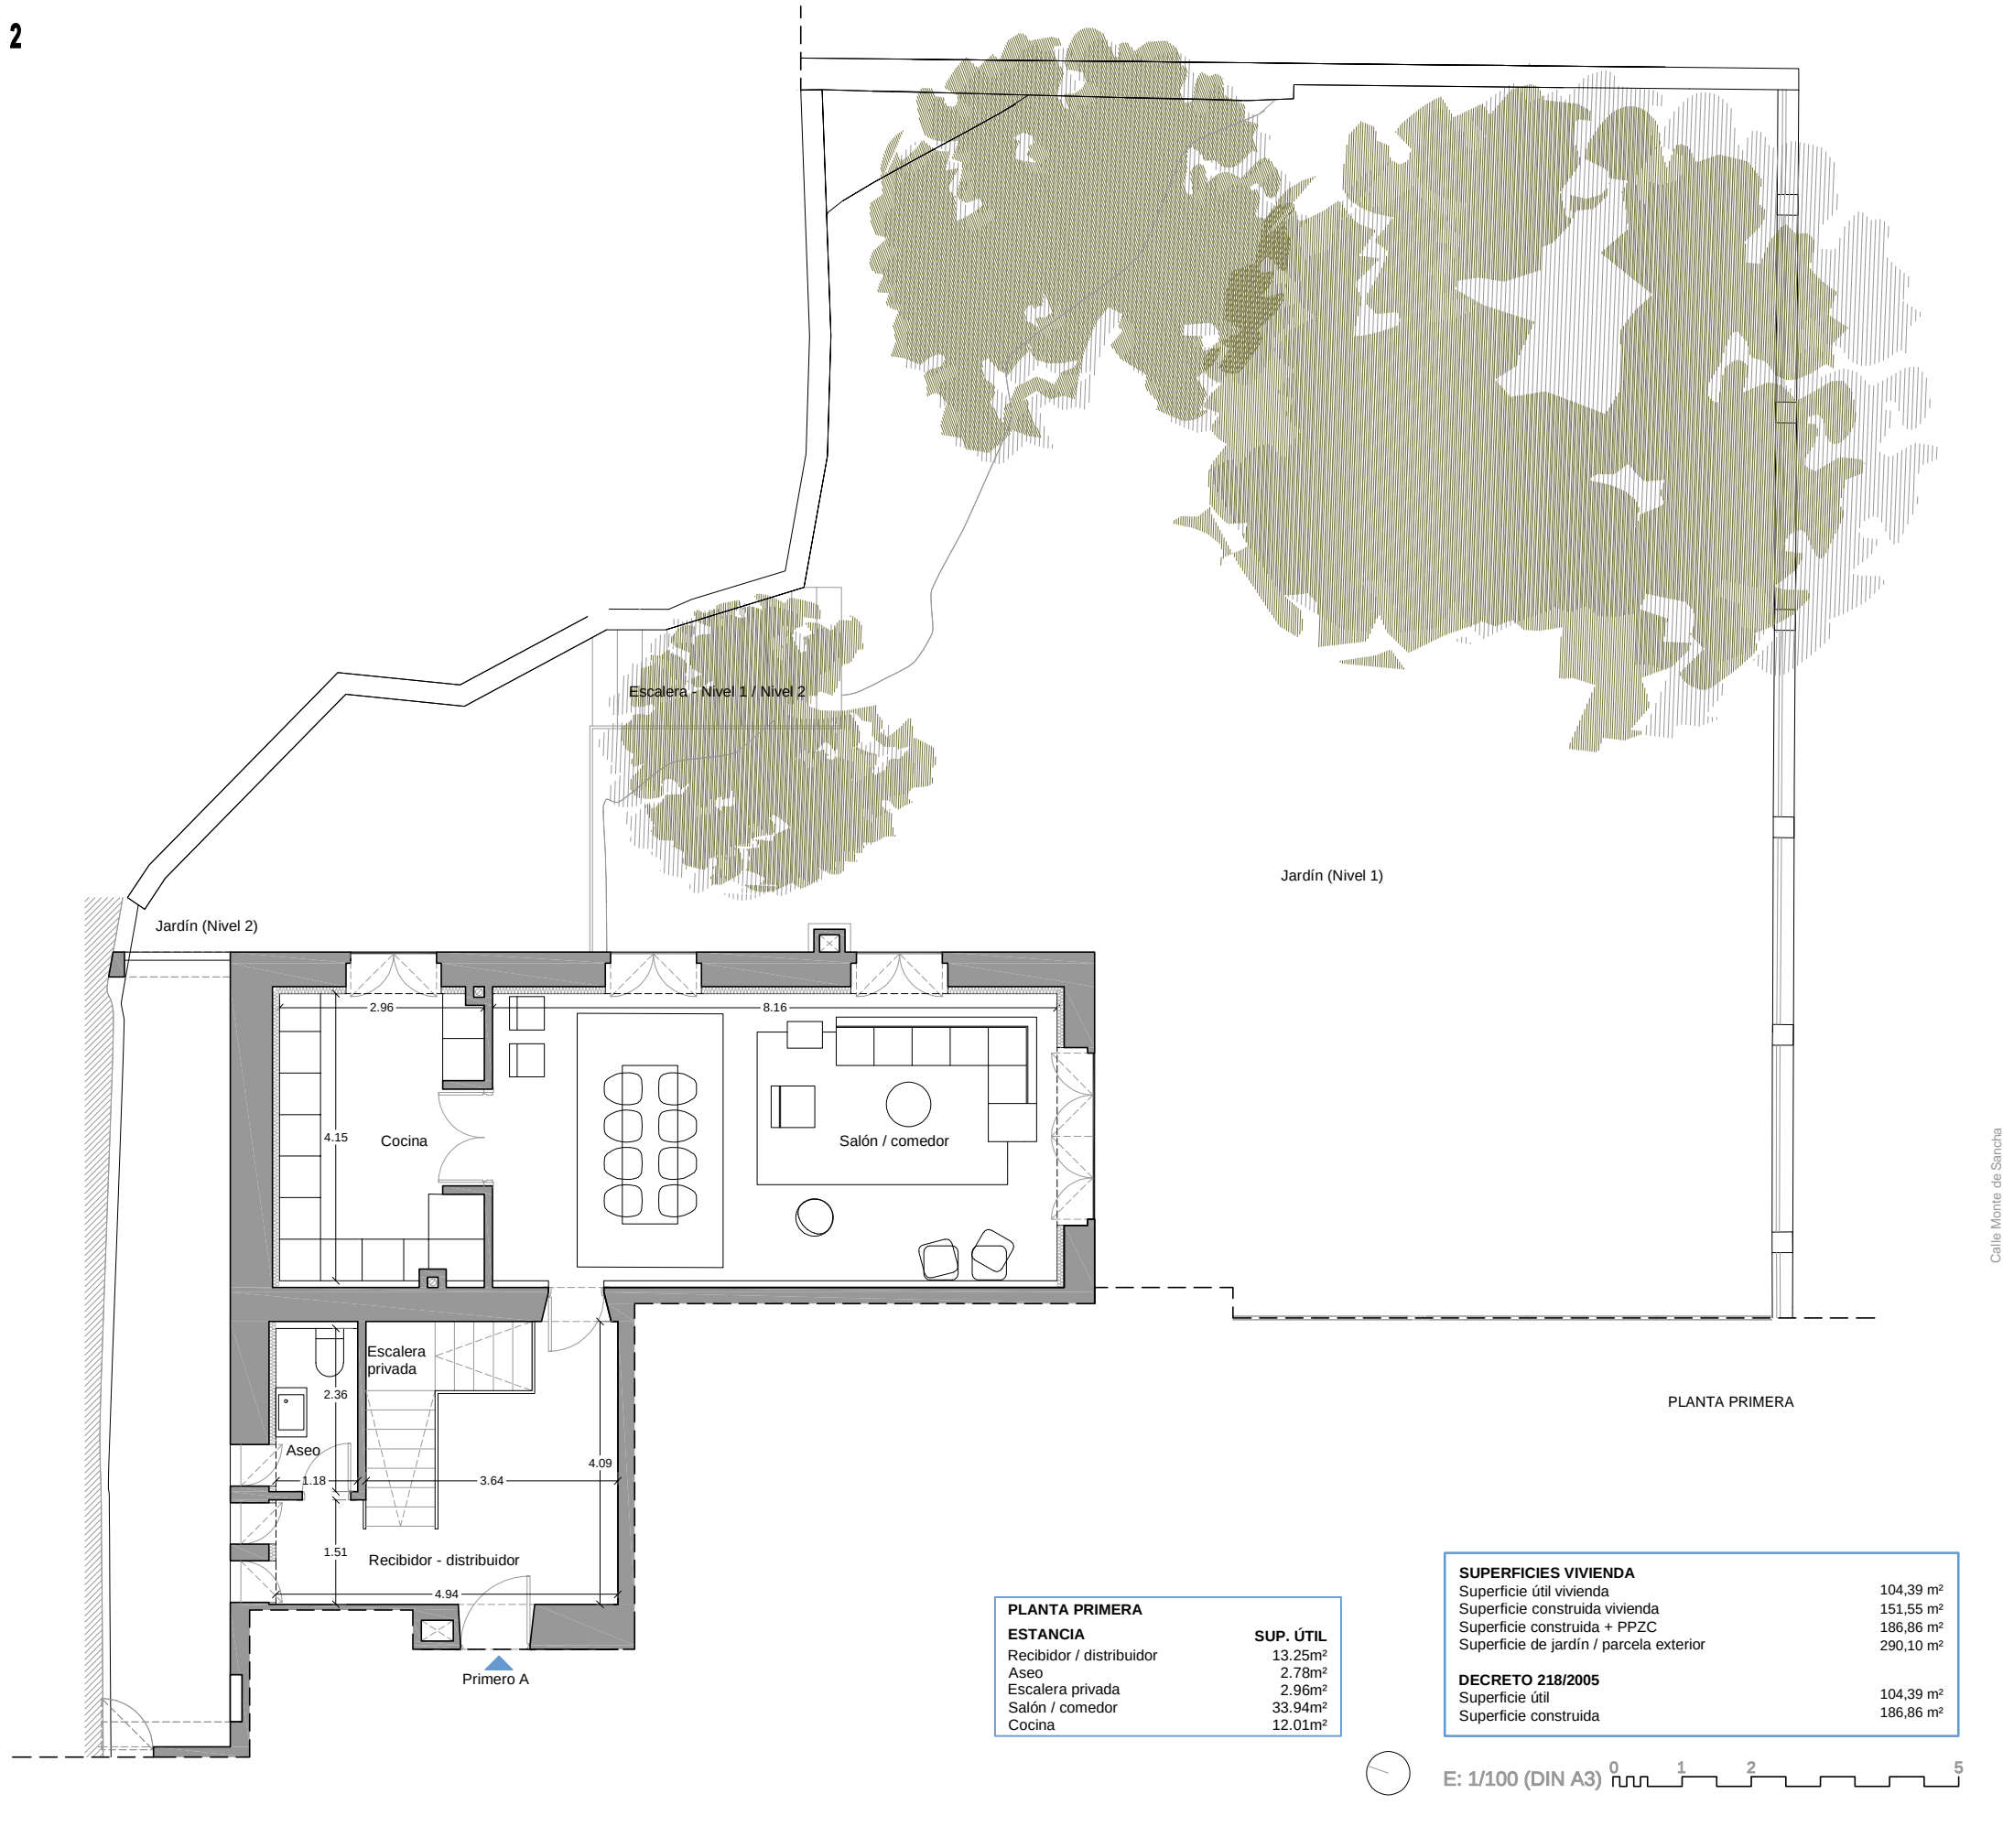 2
Escalera - Nivel 1 / Nivel 2
Jardín (Nivel 1)
Jardín (Nivel 2)
2.96
8.16
4.15
Cocina
Salón / comedor
Calle Monte de Sancha
Escalera
privada
2.36
PLANTA PRIMERA
Aseo
4.09
1.18
3.64
1.51
Recibidor - distribuidor
4.94
Primero A
PLANTA PRIMERA
ESTANCIA SUP. ÚTIL
Recibidor / distribuidor 13.25m²
Aseo 2.78m²
Escalera privada 2.96m²
Salón / comedor 33.94m²
Cocina 12.01m²
SUPERFICIES VIVIENDA
Superficie útil vivienda 104,39 m²
Superficie construida vivienda 151,55 m²
Superficie construida + PPZC 186,86 m²
Superficie de jardín / parcela exterior 290,10 m²
DECRETO 218/2005
Superficie útil 104,39 m²
Superficie construida 186,86 m²
E: 1/100 (DIN A3)
0 1 2 5